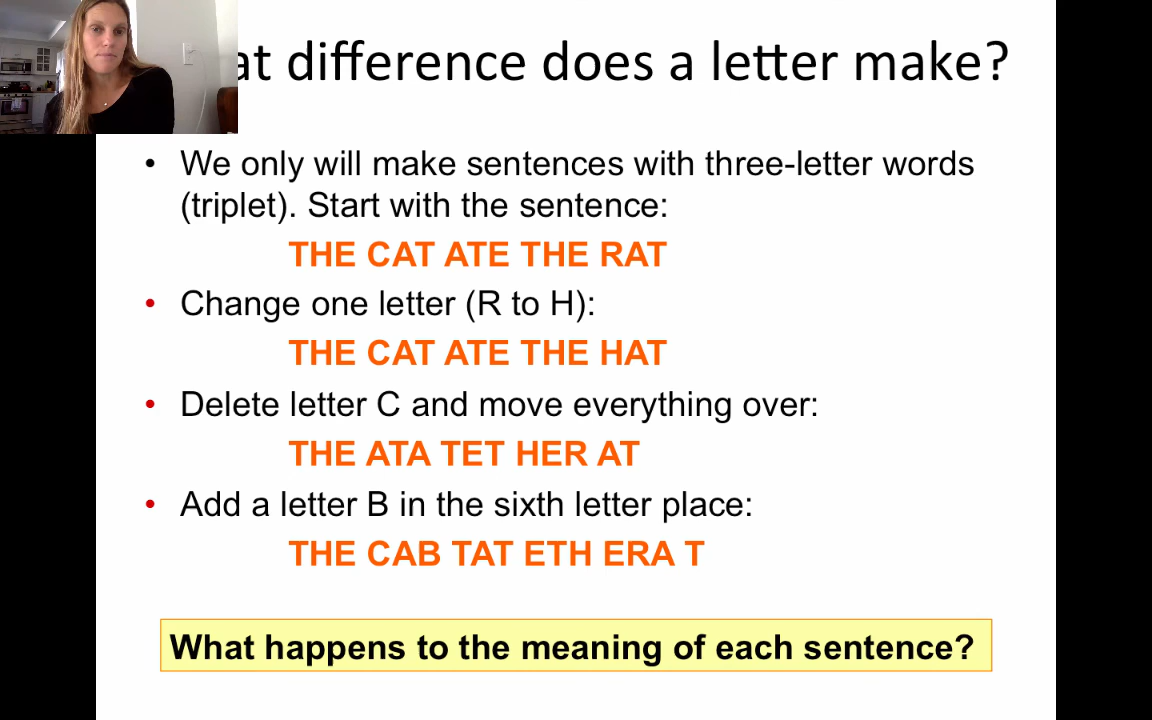 difference does a letter make?
• We only will make sentences with three-letter words
(triplet). Start with the sentence:
THE CAT ATE THE RAT
• Change one letter (R to H):
THE CAT ATE THE HAT
• Delete letter C and move everything over:
THE ATA TET HER AT
• Add a letter B in the sixth letter place:
THE CAB TAT ETH ERA T
What happens to the meaning of each sentence?